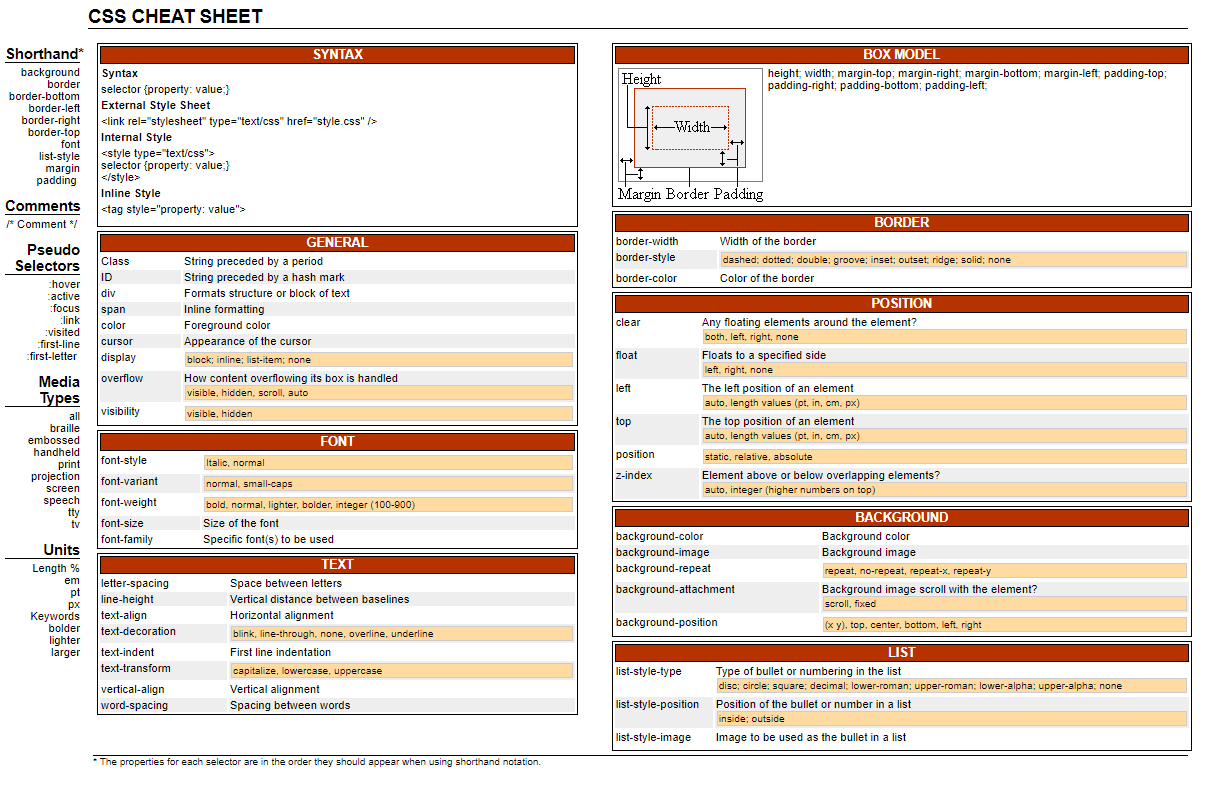 CSS CHEAT SHEET
Shorthand*
background
border
border-bottom
border-left
border-right
border-top
font
list-style
margin
padding
Comments
/* Comment */
Pseudo
Selectors
:hover
:active
:focus
:link
:visited
:first-line
:first-letter
Media
Types
all
braille
embossed
handheld
print
projection
screen
speech
tty
tv
Units
Length %
em
pt
px
Keywords
bolder
lighter
larger
SYNTAX
Syntax
selector {property: value;}
External Style Sheet
<link rel="stylesheet" type="text/css" href="style.css" />
Internal Style
<style type="text/css">
selector {property: value;}
</style>
Inline Style
<tag style="property: value">
GENERAL
Class String preceded by a period
ID String preceded by a hash mark
div Formats structure or block of text
span Inline formatting
color Foreground color
cursor Appearance of the cursor
display block; inline; list-item; none
overflow How content overflowing its box is handled
visible, hidden, scroll, auto
visibility visible, hidden
FONT
font-style Italic, normal
font-variant normal, small-caps
font-weight bold, normal, lighter, bolder, integer (100-900)
font-size Size of the font
font-family Specific font(s) to be used
TEXT
letter-spacing Space between letters
line-height Vertical distance between baselines
text-align Horizontal alignment
text-decoration blink, line-through, none, overline, underline
text-indent First line indentation
text-transform capitalize, lowercase, uppercase
vertical-align Vertical alignment
word-spacing Spacing between words
BOX MODEL
Height
Width
Margin Border Padding
height; width; margin-top; margin-right; margin-bottom; margin-left; padding-top;
padding-right; padding-bottom; padding-left;
BORDER
border-width Width of the border
border-style dashed; dotted; double; groove; inset; outset; ridge; solid; none
border-color Color of the border
POSITION
clear Any floating elements around the element?
both, left, right, none
float Floats to a specified side
left, right, none
left The left position of an element
auto, length values (pt, in, cm, px)
top The top position of an element
auto, length values (pt, in, cm, px)
position static, relative, absolute
z-index Element above or below overlapping elements?
auto, integer (higher numbers on top)
BACKGROUND
background-color Background color
background-image Background image
background-repeat repeat, no-repeat, repeat-x, repeat-y
background-attachment Background image scroll with the element?
scroll, fixed
background-position (x y), top, center, bottom, left, right
LIST
list-style-type Type of bullet or numbering in the list
disc; circle; square; decimal; lower-roman; upper-roman; lower-alpha; upper-alpha; none
list-style-position Position of the bullet or number in a list
inside; outside
list-style-image Image to be used as the bullet in a list
* The properties for each selector are in the order they should appear when using shorthand notation.